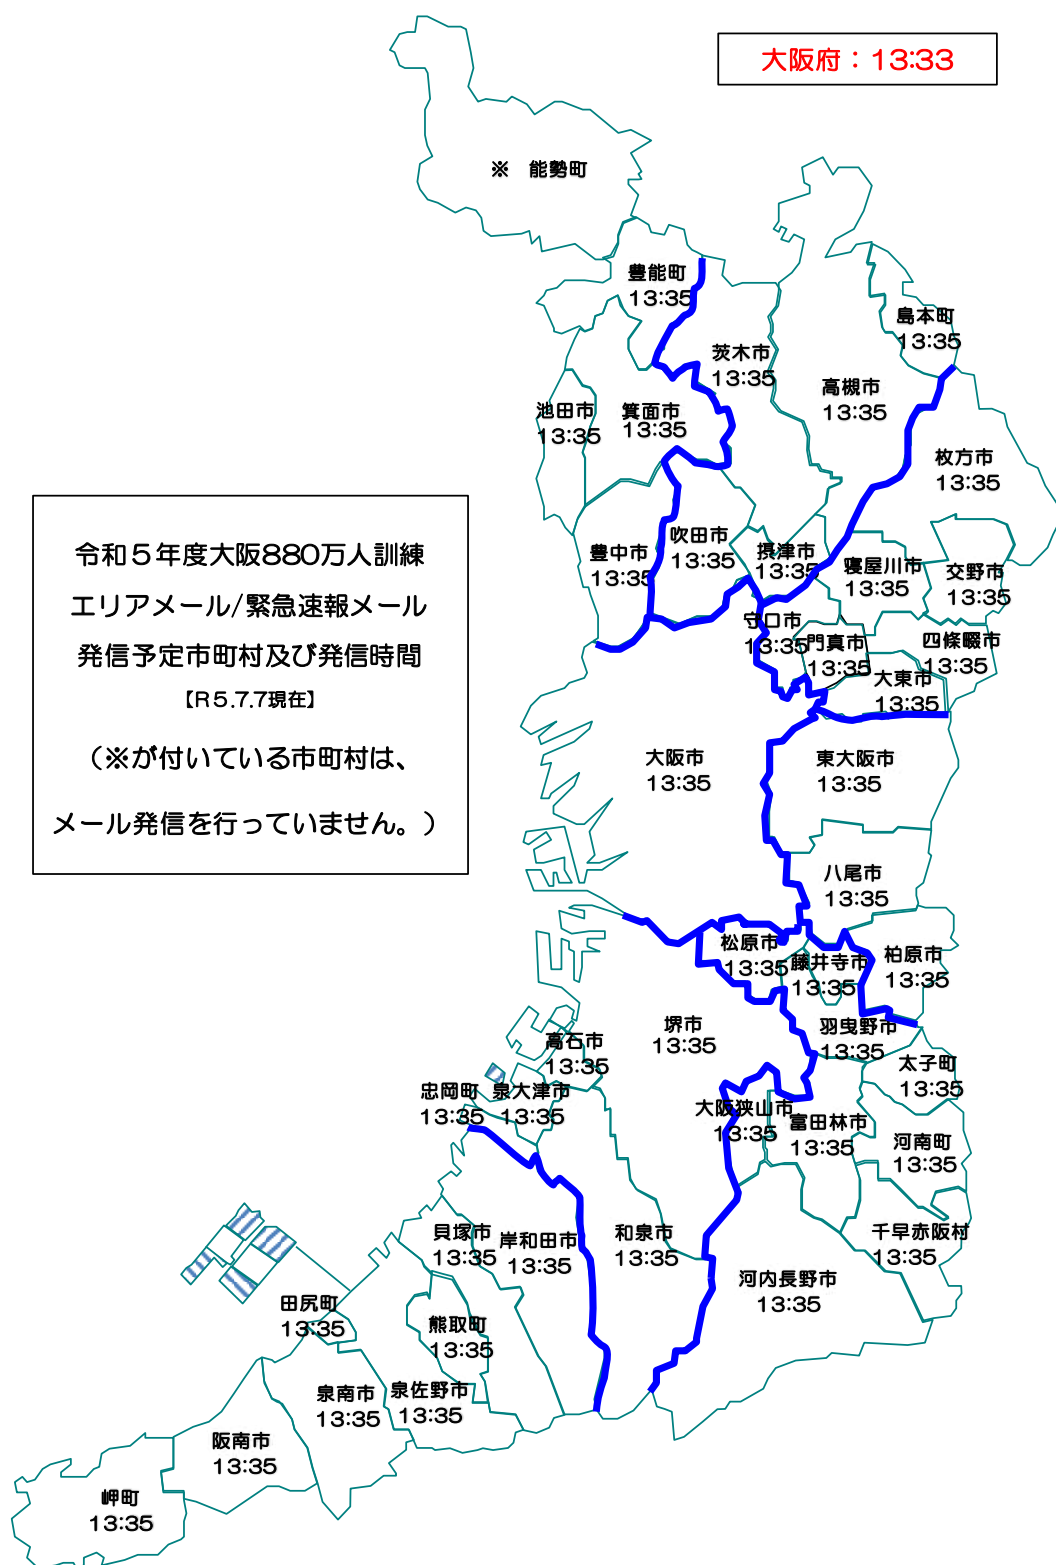 大阪府：13:33
※ 能勢町
豊能町
13:35
島本町
13:35
茨木市
13:35
高槻市
13:35
池田市
13:35
箕面市
13:35
枚方市
13:35
令和５年度大阪880万人訓練
エリアメール/緊急速報メール
発信予定市町村及び発信時間
【R５.7.7現在】
（※が付いている市町村は、
メール発信を行っていません。）
豊中市
13:35
吹田市
13:35
摂津市
13:35
寝屋川市
13:35
交野市
13:35
守口市
13:35
門真市
13:35
四條畷市
13:35
大東市
13:35
大阪市
13:35
東大阪市
13:35
八尾市
13:35
松原市
13:35
藤井寺市
13:35
柏原市
13:35
堺市
13:35
羽曳野市
13:35
高石市
13:35
太子町
13:35
忠岡町
13:35
泉大津市
13:35
大阪狭山市
13:35
富田林市
13:35
河南町
13:35
貝塚市
13:35
岸和田市
13:35
和泉市
13:35
千早赤阪村
13:35
河内長野市
13:35
田尻町
13:35
熊取町
13:35
泉南市
13:35
泉佐野市
13:35
阪南市
13:35
岬町
13:35